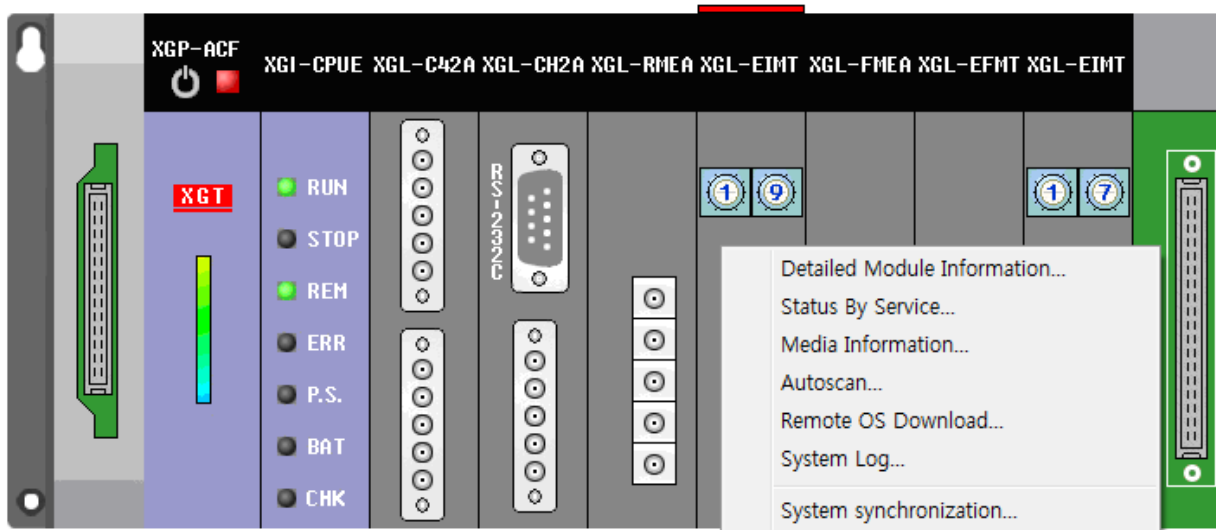 XGP-ACF
XGI-CPUE XGL-C42A XGL-CH2A XGL-RMEA XGL-EIMT XGL-FMEA XGL-EFMT XGL-EIMT
XGT
RUN
STOP
REM
ERR
P.S.
BAT
CHK
RS-232C
1 9
1 7
Detailed Module Information...
Status By Service...
Media Information...
Autoscan...
Remote OS Download...
System Log...
System synchronization...